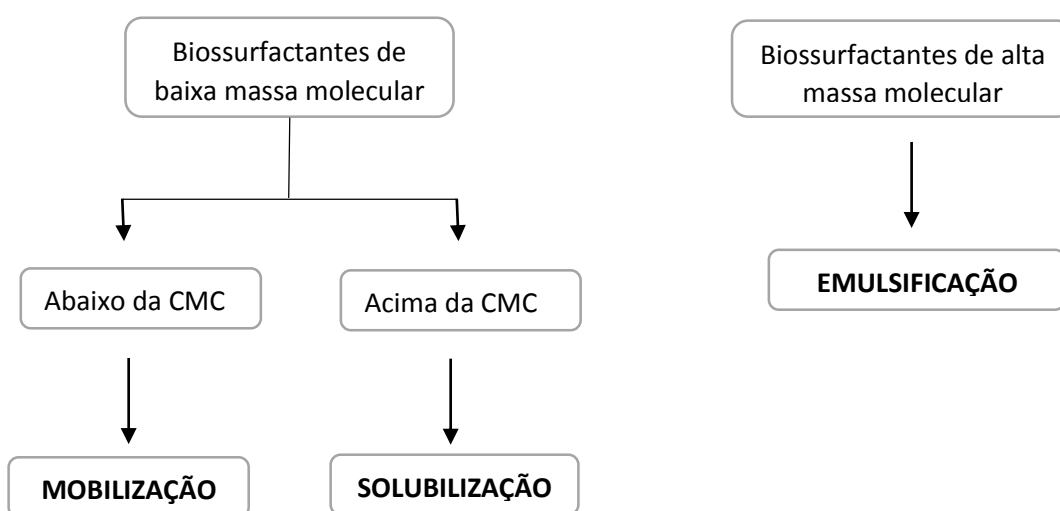 Biossurfactantes de
baixa massa molecular
Biossurfactantes de alta
massa molecular
Abaixo da CMC
Acima da CMC
EMULSIFICAÇÃO
MOBILIZAÇÃO
SOLUBILIZAÇÃO